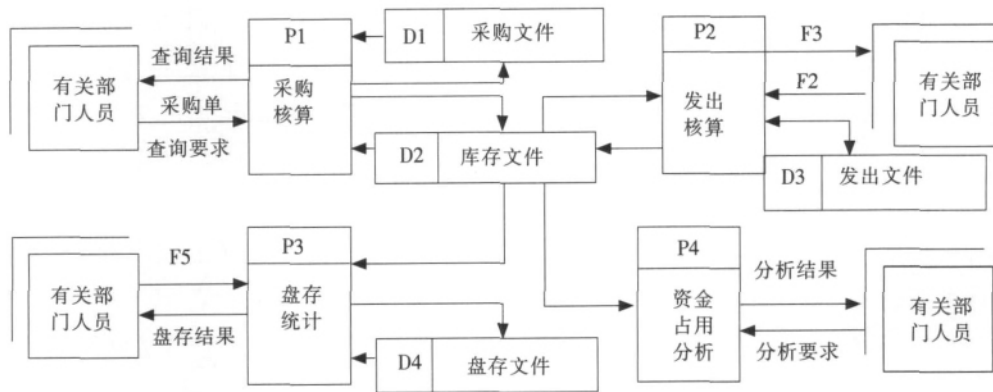 P1
D1 采购文件
P2
F3
查询结果
有关部
门人员
采购
核算
采购单
查询要求
发出
核算
F2
有关部
门人员
D2 库存文件
D3 发出文件
P3
P4
F5
分析结果
有关部
门人员
盘存
统计
盘存结果
资金
占用
分析
分析要求
有关部
门人员
D4 盘存文件